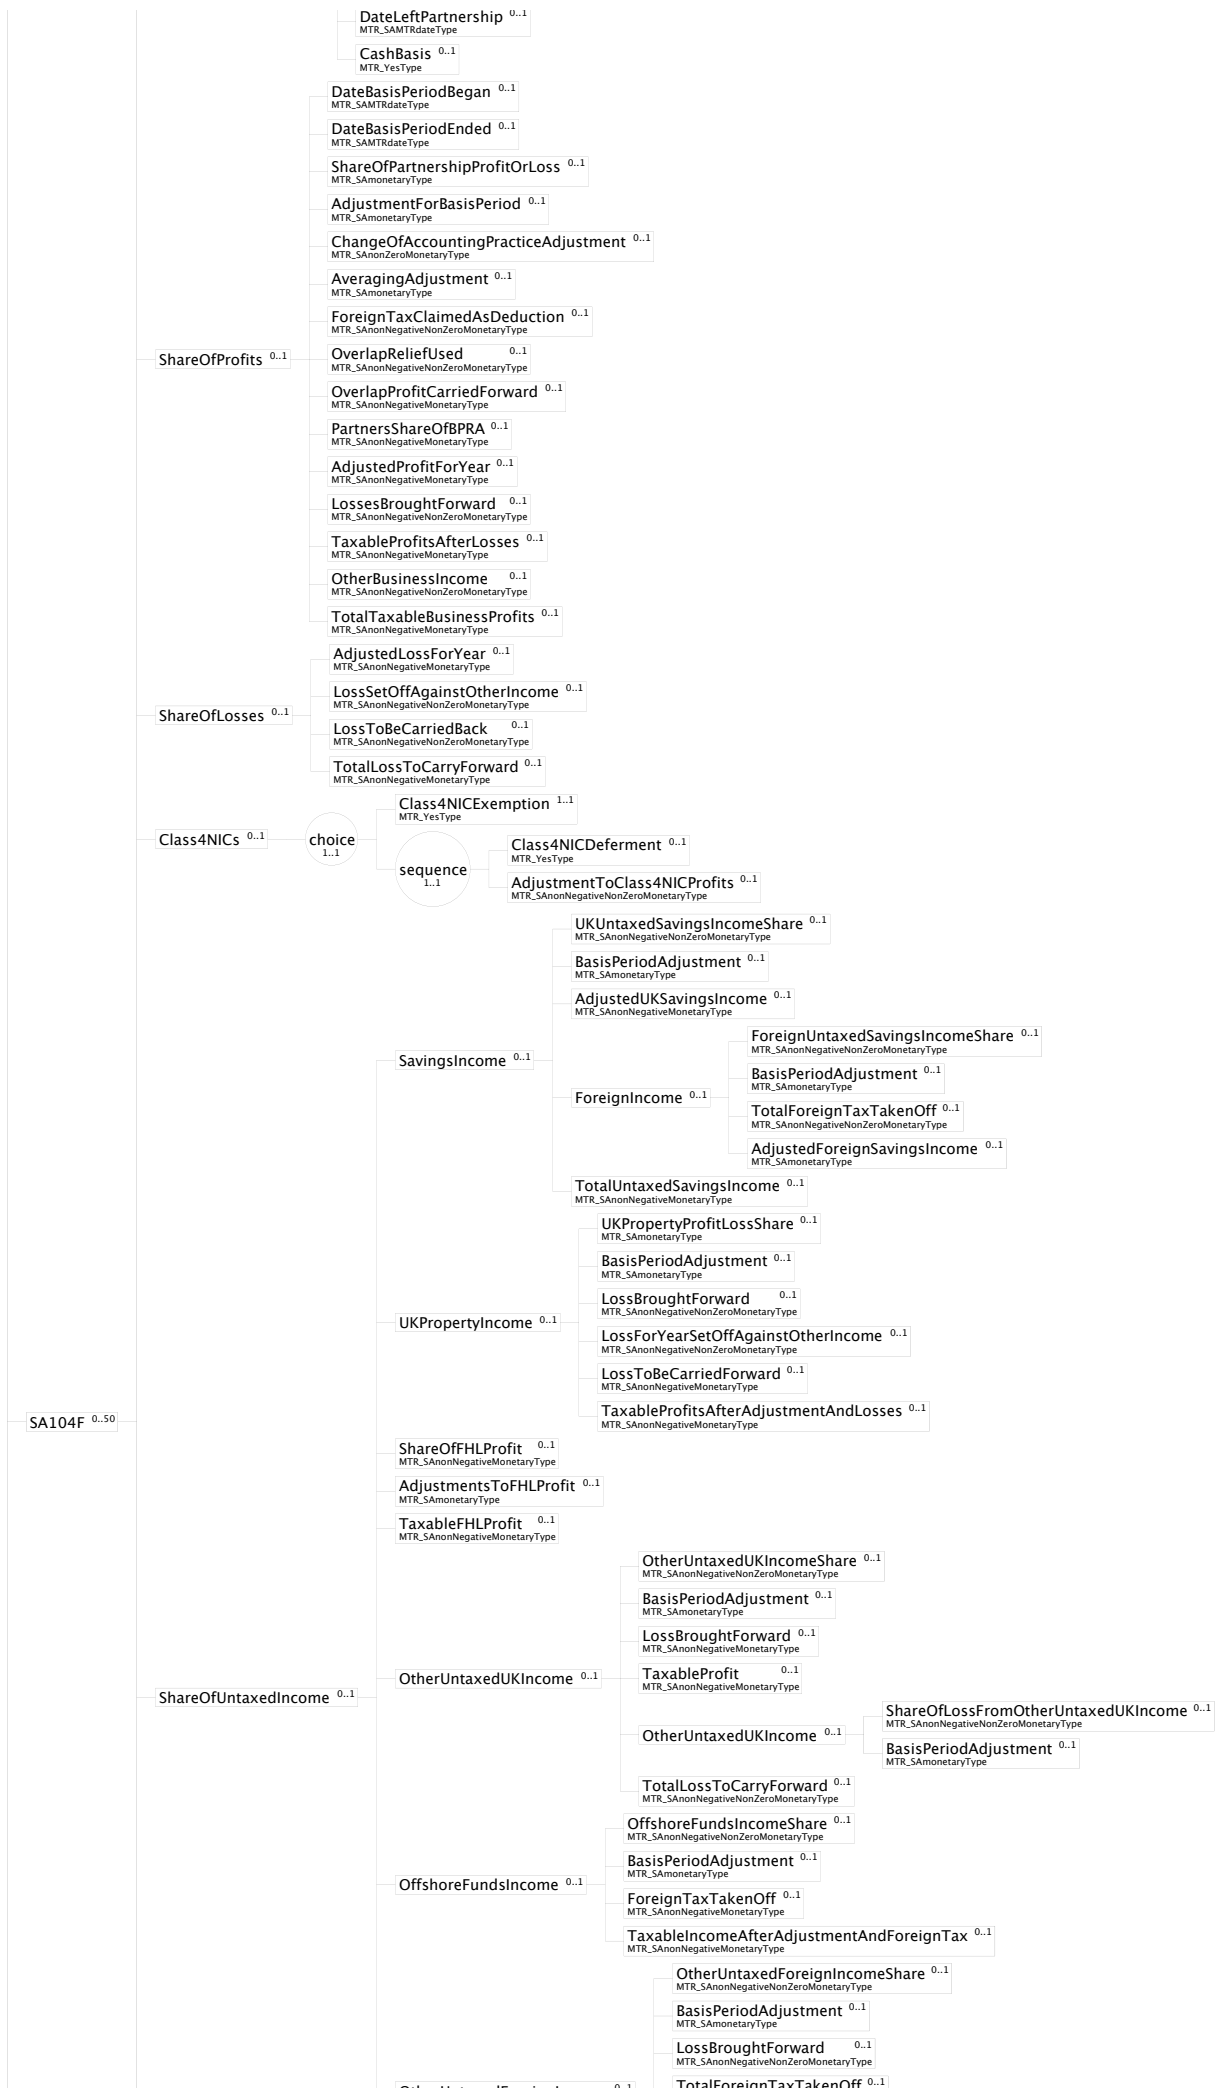 DateLeftPartnership 0..1
MTR_SAMTRdateType
CashBasis 0..1
MTR_YesType
DateBasisPeriodBegan 0..1
MTR_SAMTRdateType
DateBasisPeriodEnded 0..1
MTR_SAMTRdateType
ShareOfPartnershipProfitOrLoss 0..1
MTR_SAmonetaryType
AdjustmentForBasisPeriod 0..1
MTR_SAmonetaryType
ChangeOfAccountingPracticeAdjustment 0..1
MTR_SAnonZeroMonetaryType
AveragingAdjustment 0..1
MTR_SAmonetaryType
ForeignTaxClaimedAsDeduction 0..1
MTR_SAnonNegativeNonZeroMonetaryType
ShareOfProfits 0..1
OverlapReliefUsed 0..1
MTR_SAnonNegativeNonZeroMonetaryType
OverlapProfitCarriedForward 0..1
MTR_SAnonNegativeMonetaryType
PartnersShareOfBPRA 0..1
MTR_SAnonNegativeMonetaryType
AdjustedProfitForYear 0..1
MTR_SAnonNegativeMonetaryType
LossesBroughtForward 0..1
MTR_SAnonNegativeNonZeroMonetaryType
TaxableProfitsAfterLosses 0..1
MTR_SAnonNegativeMonetaryType
OtherBusinessIncome 0..1
MTR_SAnonNegativeNonZeroMonetaryType
TotalTaxableBusinessProfits 0..1
MTR_SAnonNegativeMonetaryType
AdjustedLossForYear 0..1
MTR_SAnonNegativeMonetaryType
LossSetOffAgainstOtherIncome 0..1
MTR_SAnonNegativeNonZeroMonetaryType
ShareOfLosses 0..1
LossToBeCarriedBack 0..1
MTR_SAnonNegativeNonZeroMonetaryType
TotalLossToCarryForward 0..1
MTR_SAnonNegativeMonetaryType
Class4NICExemption 1..1
MTR_YesType
Class4NICs 0..1
choice
1..1
Class4NICDeferment 0..1
MTR_YesType
sequence
1..1
AdjustmentToClass4NICProfits 0..1
MTR_SAnonNegativeNonZeroMonetaryType
UKUntaxedSavingsIncomeShare 0..1
MTR_SAnonNegativeNonZeroMonetaryType
BasisPeriodAdjustment 0..1
MTR_SAmonetaryType
AdjustedUKSavingsIncome 0..1
MTR_SAnonNegativeMonetaryType
ForeignUntaxedSavingsIncomeShare 0..1
MTR_SAnonNegativeNonZeroMonetaryType
SavingsIncome 0..1
BasisPeriodAdjustment 0..1
MTR_SAmonetaryType
ForeignIncome 0..1
TotalForeignTaxTakenOff 0..1
MTR_SAnonNegativeNonZeroMonetaryType
AdjustedForeignSavingsIncome 0..1
MTR_SAmonetaryType
TotalUntaxedSavingsIncome 0..1
MTR_SAnonNegativeMonetaryType
UKPropertyProfitLossShare 0..1
MTR_SAmonetaryType
BasisPeriodAdjustment 0..1
MTR_SAmonetaryType
LossBroughtForward 0..1
MTR_SAnonNegativeNonZeroMonetaryType
UKPropertyIncome 0..1
LossForYearSetOffAgainstOtherIncome 0..1
MTR_SAnonNegativeNonZeroMonetaryType
LossToBeCarriedForward 0..1
MTR_SAnonNegativeMonetaryType
TaxableProfitsAfterAdjustmentAndLosses 0..1
MTR_SAnonNegativeMonetaryType
SA104F 0..50
ShareOfFHLProfit 0..1
MTR_SAnonNegativeMonetaryType
AdjustmentsToFHLProfit 0..1
MTR_SAmonetaryType
TaxableFHLProfit 0..1
MTR_SAnonNegativeMonetaryType
OtherUntaxedUKIncomeShare 0..1
MTR_SAnonNegativeNonZeroMonetaryType
BasisPeriodAdjustment 0..1
MTR_SAmonetaryType
LossBroughtForward 0..1
MTR_SAnonNegativeMonetaryType
OtherUntaxedUKIncome 0..1
TaxableProfit 0..1
MTR_SAnonNegativeMonetaryType
ShareOfUntaxedIncome 0..1
ShareOfLossFromOtherUntaxedUKIncome 0..1
MTR_SAnonNegativeNonZeroMonetaryType
OtherUntaxedUKIncome 0..1
BasisPeriodAdjustment 0..1
MTR_SAmonetaryType
TotalLossToCarryForward 0..1
MTR_SAnonNegativeNonZeroMonetaryType
OffshoreFundsIncomeShare 0..1
MTR_SAnonNegativeNonZeroMonetaryType
BasisPeriodAdjustment 0..1
MTR_SAmonetaryType
OffshoreFundsIncome 0..1
ForeignTaxTakenOff 0..1
MTR_SAnonNegativeMonetaryType
TaxableIncomeAfterAdjustmentAndForeignTax 0..1
MTR_SAnonNegativeMonetaryType
OtherUntaxedForeignIncomeShare 0..1
MTR_SAnonNegativeNonZeroMonetaryType
BasisPeriodAdjustment 0..1
MTR_SAmonetaryType
LossBroughtForward 0..1
MTR_SAnonNegativeNonZeroMonetaryType
TotalForeignTaxTakenOff 0..1
0..1